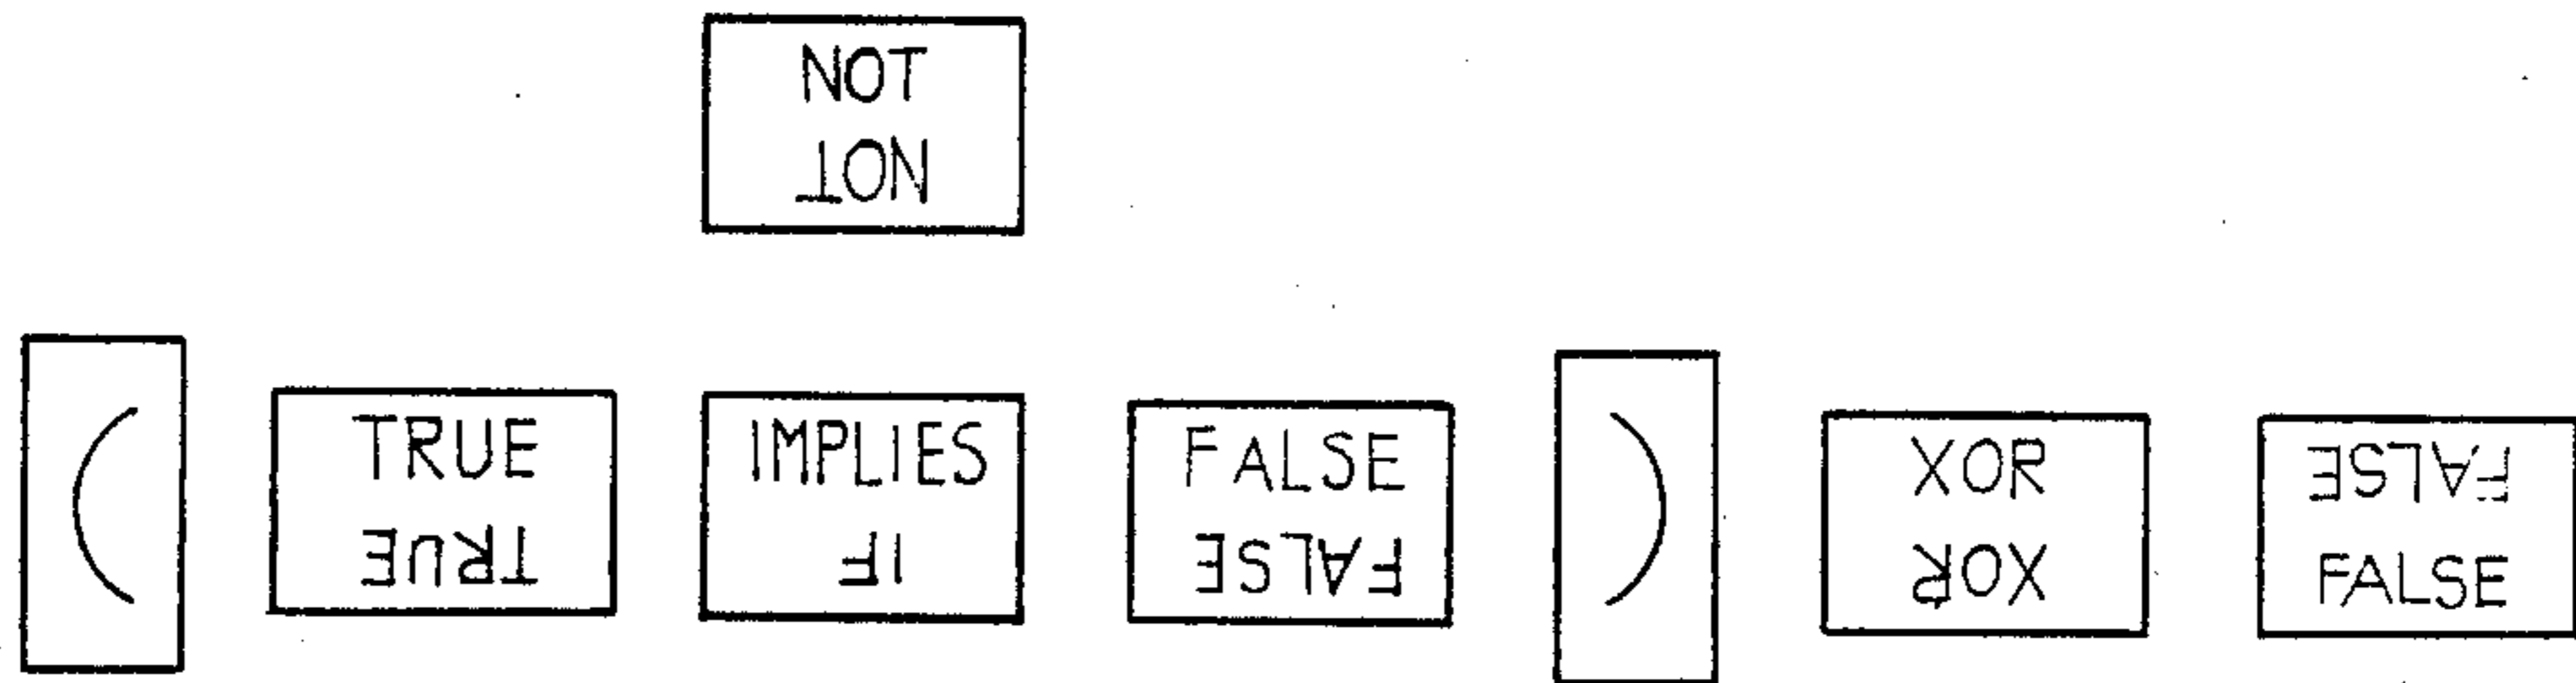 NOT
NOT
( TRUE IMPLIES FALSE ) XOR FALSE
TRUE IF FALSE XOR FALSE